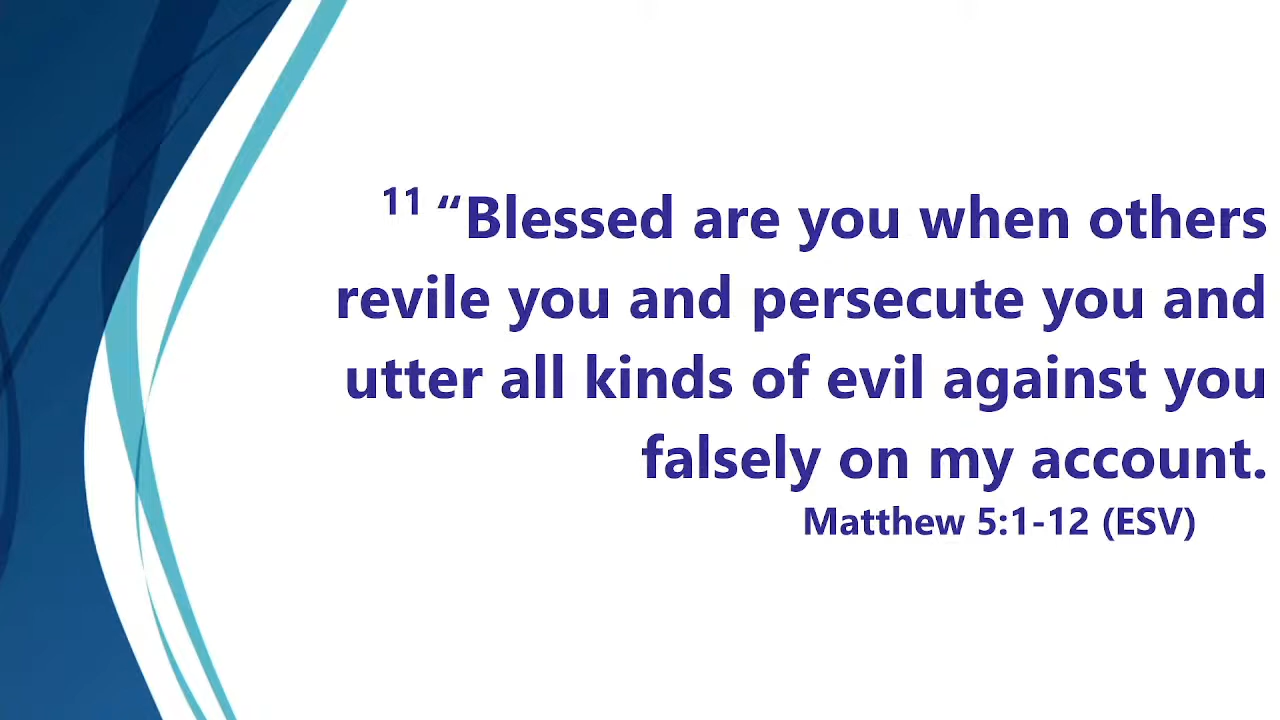 11 “Blessed are you when others
revile you and persecute you and
utter all kinds of evil against you
falsely on my account.
Matthew 5:1-12 (ESV)